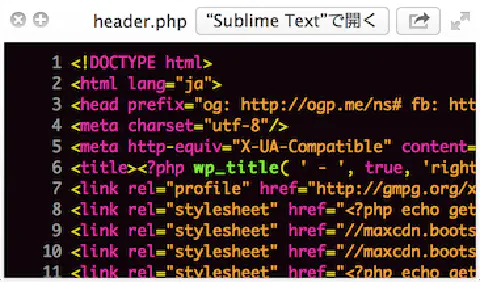 header.php "Sublime Text"で開く
1 <!DOCTYPE html>
2 <html lang="ja">
3 <head prefix="og: http://ogp.me/ns# fb: htt
4 <meta charset="utf-8"/>
5 <meta http-equiv="X-UA-Compatible" content=
6 <title><?php wp_title( ' - ', true, 'right
7 <link rel="profile" href="http://gmpg.org/x
8 <link rel="stylesheet" href="<?php echo get
9 <link rel="stylesheet" href="//maxcdn.boots
10 <link rel="stylesheet" href="//maxcdn.boots
11 <link rel="stylesheet" href="<?php echo get